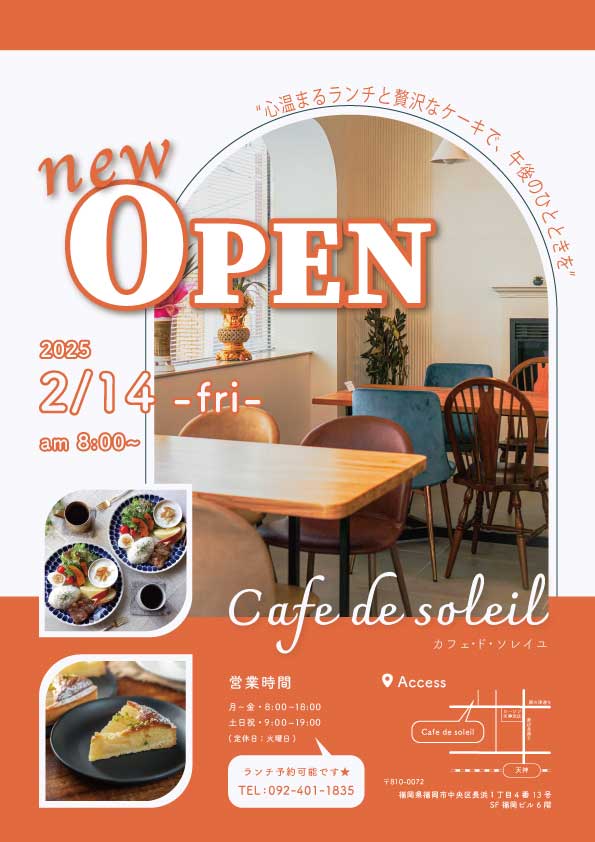 “心温まるランチと贅沢なケーキで、午後のひとときを”
new
OPEN
2025
2/14 -fri-
am 8:00~
Cafe de soleil
カフェ・ド・ソレイユ
営業時間
月〜金・8:00−18:00
土日祝・9:00−19:00
(定休日；火曜日)
ランチ予約可能です★
TEL:092-401-1835
Access
Cafe de soleil
天神
〒810-0072
福岡県福岡市中央区長浜1丁目4番13号
SF福岡ビル6階